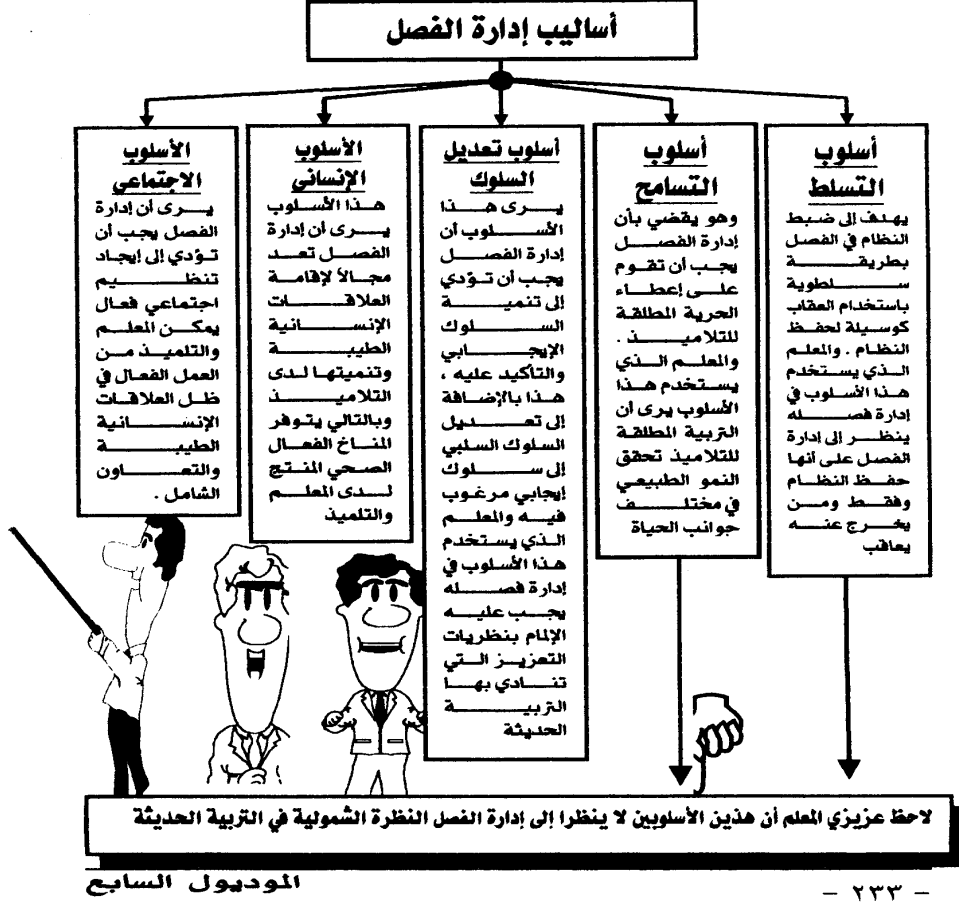 أساليب إدارة الفصل
أسلوب
التسلط
يهدف إلى ضبط
النظام في الفصل
بطريقة
سلطوية
باستخدام العقاب
كوسيلة لحفظ
النظام . والمعلم
الذي يستخدم
هذا الأسلوب في
إدارة فصله
ينظر إلى إدارة
الفصل على أنها
حفظ النظام
وفقط ومن
يخرج عنه
يعاقب
أسلوب
التسامح
وهو يقضي بأن
إدارة الفصل
يجب أن تقوم
على إعطاء
الحرية المطلقة
للتلاميذ .
والمعلم الذي
يستخدم هذا
الأسلوب يرى أن
التربية المطلقة
للتلاميذ تحقق
النمو الطبيعي
في مختلف
جوانب الحياة
أسلوب تعديل
السلوك
يرى هذا
الأسلوب أن
إدارة الفصل
يجب أن تؤدي
إلى تنمية
السلوك
الإيجابي
والتأكيد عليه ،
هذا بالإضافة
إلى تعديل
السلوك السلبي
إلى سلوك
إيجابي مرغوب
فيه والمعلم
الذي يستخدم
هذا الأسلوب في
إدارة فصله
يجب عليه
الإلمام بنظريات
التعزيز التي
تنادي بها
التربية
الحديثة
الأسلوب
الإنسانى
هذا الأسلوب
يرى أن إدارة
الفصل تعد
مجالاً لإقامة
العلاقات
الإنسانية
الطيبة
وتنميتها لدى
التلاميذ
وبالتالي يتوفر
المناخ الفعال
الصحي المنتج
لدى المعلم
والتلميذ
الأسلوب
الاجتماعى
يرى أن إدارة
الفصل يجب أن
تؤدي إلى إيجاد
تنظيم
اجتماعي فعال
يمكن المعلم
والتلميذ من
العمل الفعال في
ظل العلاقات
الإنسانية
الطيبة
والتعاون
الشامل .
لاحظ عزيزي المعلم أن هذين الأسلوبين لا ينظرا إلى إدارة الفصل النظرة الشمولية في التربية الحديثة
الموديول السابع
– ٢٣٣ –